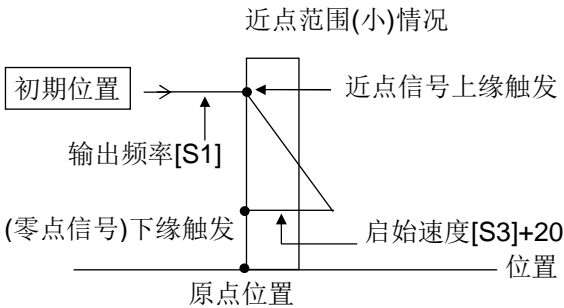 近点范围(小)情况
初期位置
近点信号上缘触发
输出频率[S1]
(零点信号)下缘触发
启始速度[S3]+20
位置
原点位置